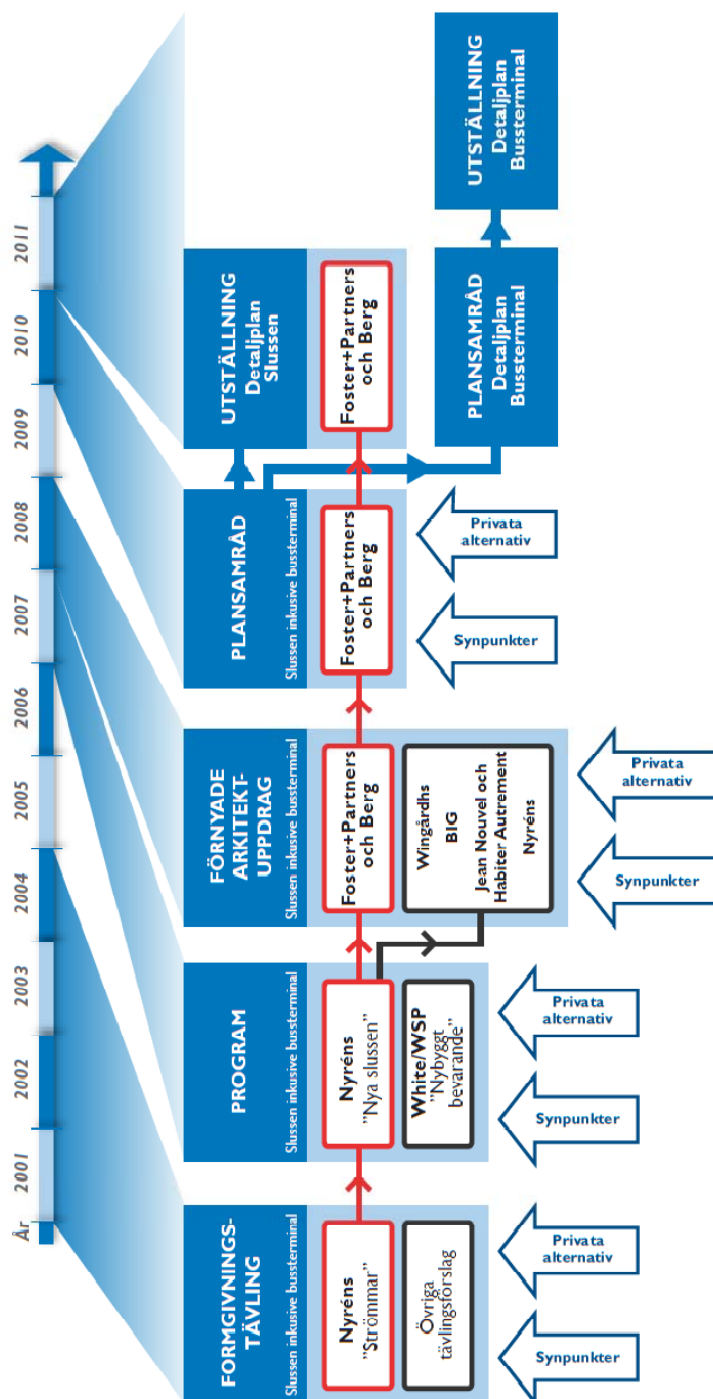 År
2001
2002
2003
2004
2005
2006
2007
2008
2009
2010
2011
FORMGIVNINGS-
TÄVLING
Slussen inkusive bussterminal
Nyréns
”Strömmar”
Övriga
tävlingsförslag
Synpunkter
Privata
alternativ
PROGRAM
Slussen inkusive bussterminal
Nyréns
”Nya slussen”
White/WSP
”Nybyggt
bevarande”
Synpunkter
Privata
alternativ
FÖRNYADE
ARKITEKT-
UPPDRAG
Slussen inkusive bussterminal
Foster+Partners
och Berg
Wingårdhs
BIG
Jean Nouvel och
Habiter Autrement
Nyréns
Synpunkter
Privata
alternativ
PLANSAMRÅD
Slussen inkusive bussterminal
Foster+Partners
och Berg
Synpunkter
Privata
alternativ
UTSTÄLLNING
Detaljplan
Slussen
Foster+Partners
och Berg
PLANSAMRÅD
Detaljplan
Bussterminal
UTSTÄLLNING
Detaljplan
Bussterminal